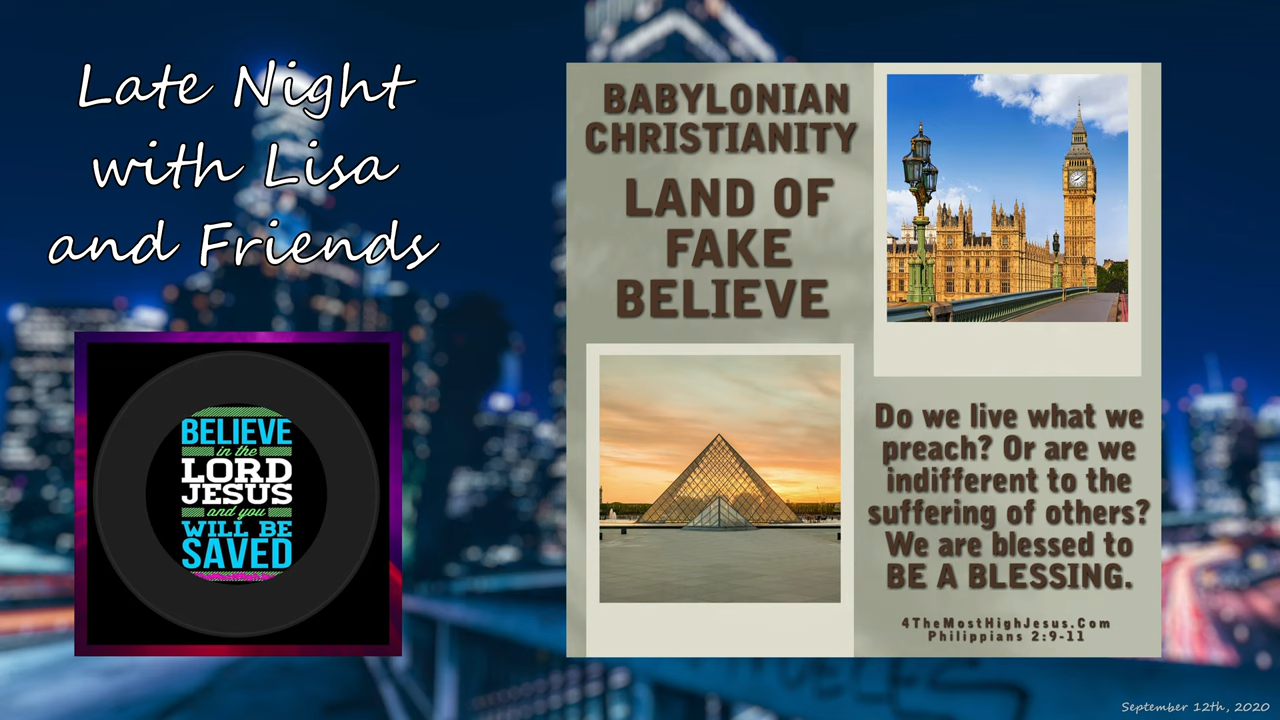 Late Night
with Lisa
and Friends
BELIEVE
in the
LORD
JESUS
and you
WILL BE
SAVED
BABYLONIAN
CHRISTIANITY
LAND OF
FAKE
BELIEVE
Do we live what we
preach? Or are we
indifferent to the
suffering of others?
We are blessed to
BE A BLESSING.
4TheMostHighJesus.Com
Philippians 2:9-11
September 12th, 2020